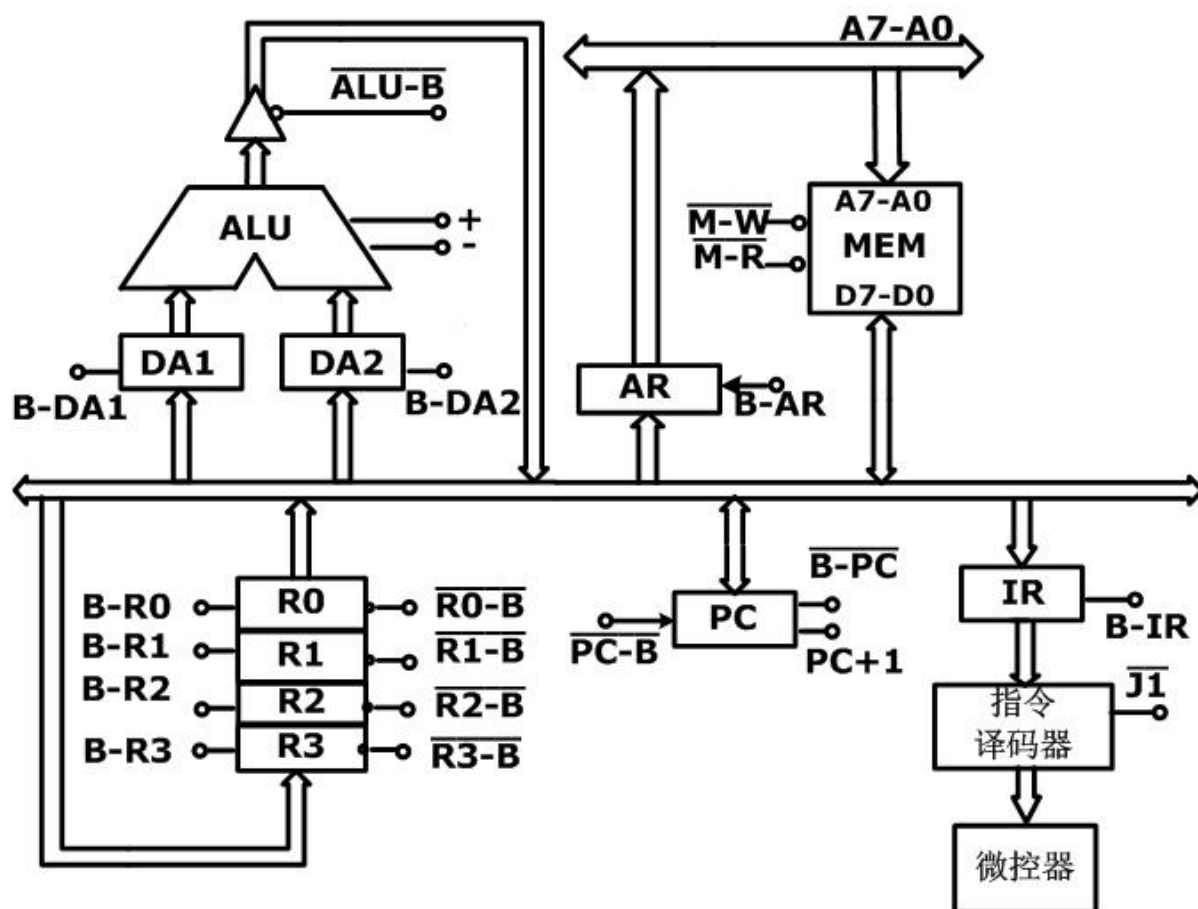 A7-A0
ALU-B
ALU
+
-
M-W
M-R
A7-A0
MEM
D7-D0
DA1
DA2
B-DA1
B-DA2
AR
B-AR
B-R0
B-R1
B-R2
B-R3
R0
R1
R2
R3
R0-B
R1-B
R2-B
R3-B
PC-B
PC
B-PC
PC+1
IR
B-IR
J1
指令
译码器
微控器